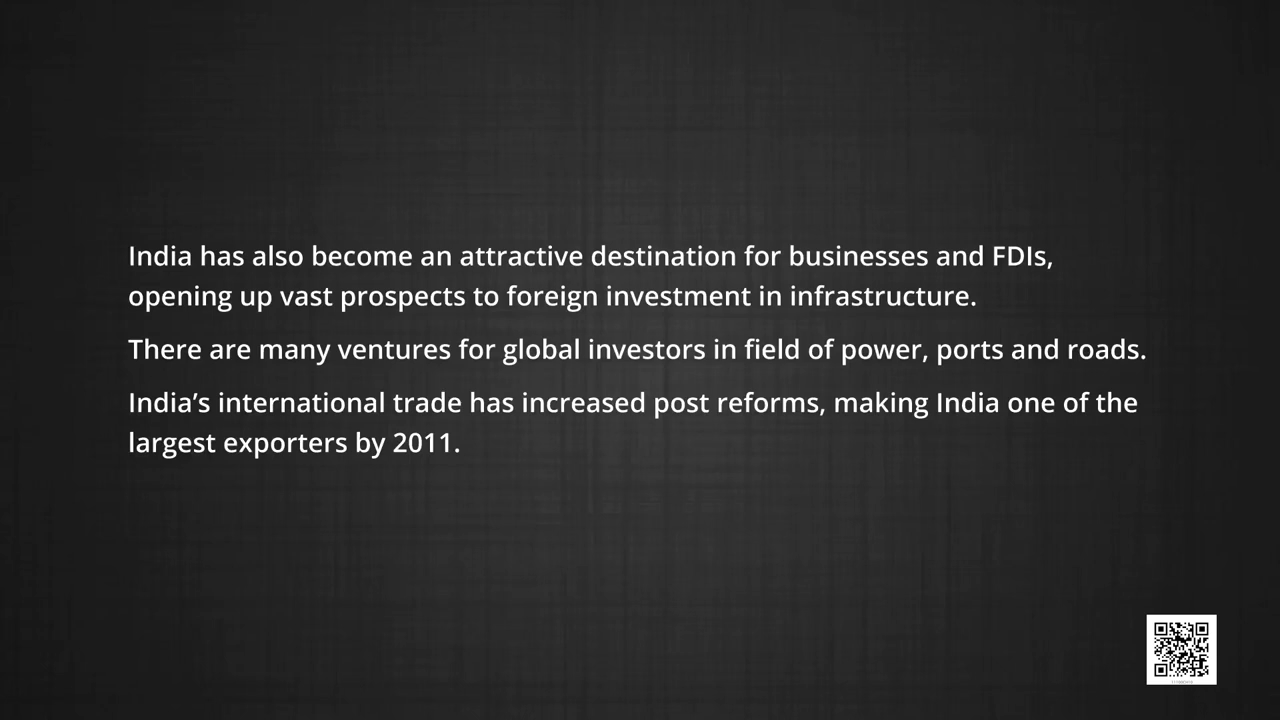 India has also become an attractive destination for businesses and FDIs,
opening up vast prospects to foreign investment in infrastructure.
There are many ventures for global investors in field of power, ports and roads.
India’s international trade has increased post reforms, making India one of the
largest exporters by 2011.